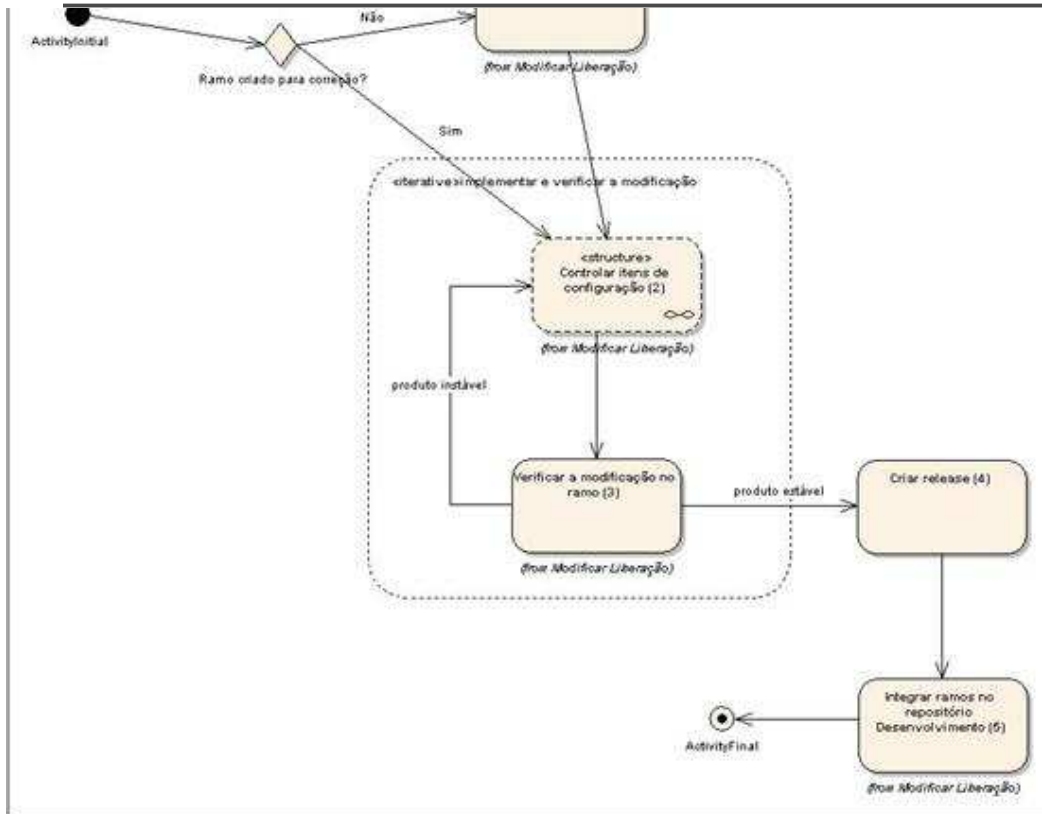 Não
ActivityInitial
(from Modificar Liberação)
Ramo criado para correção?
Sim
«iterative»implementar e verificar a modificação
«structure»
Controlar itens de
configuração (2)
(from Modificar Liberação)
produto instável
Verificar a modificação no
ramo (3)
produto estável
Criar release (4)
(from Modificar Liberação)
Integrar ramos no
repositório
Desenvolvimento (5)
ActivityFinal
(from Modificar Liberação)